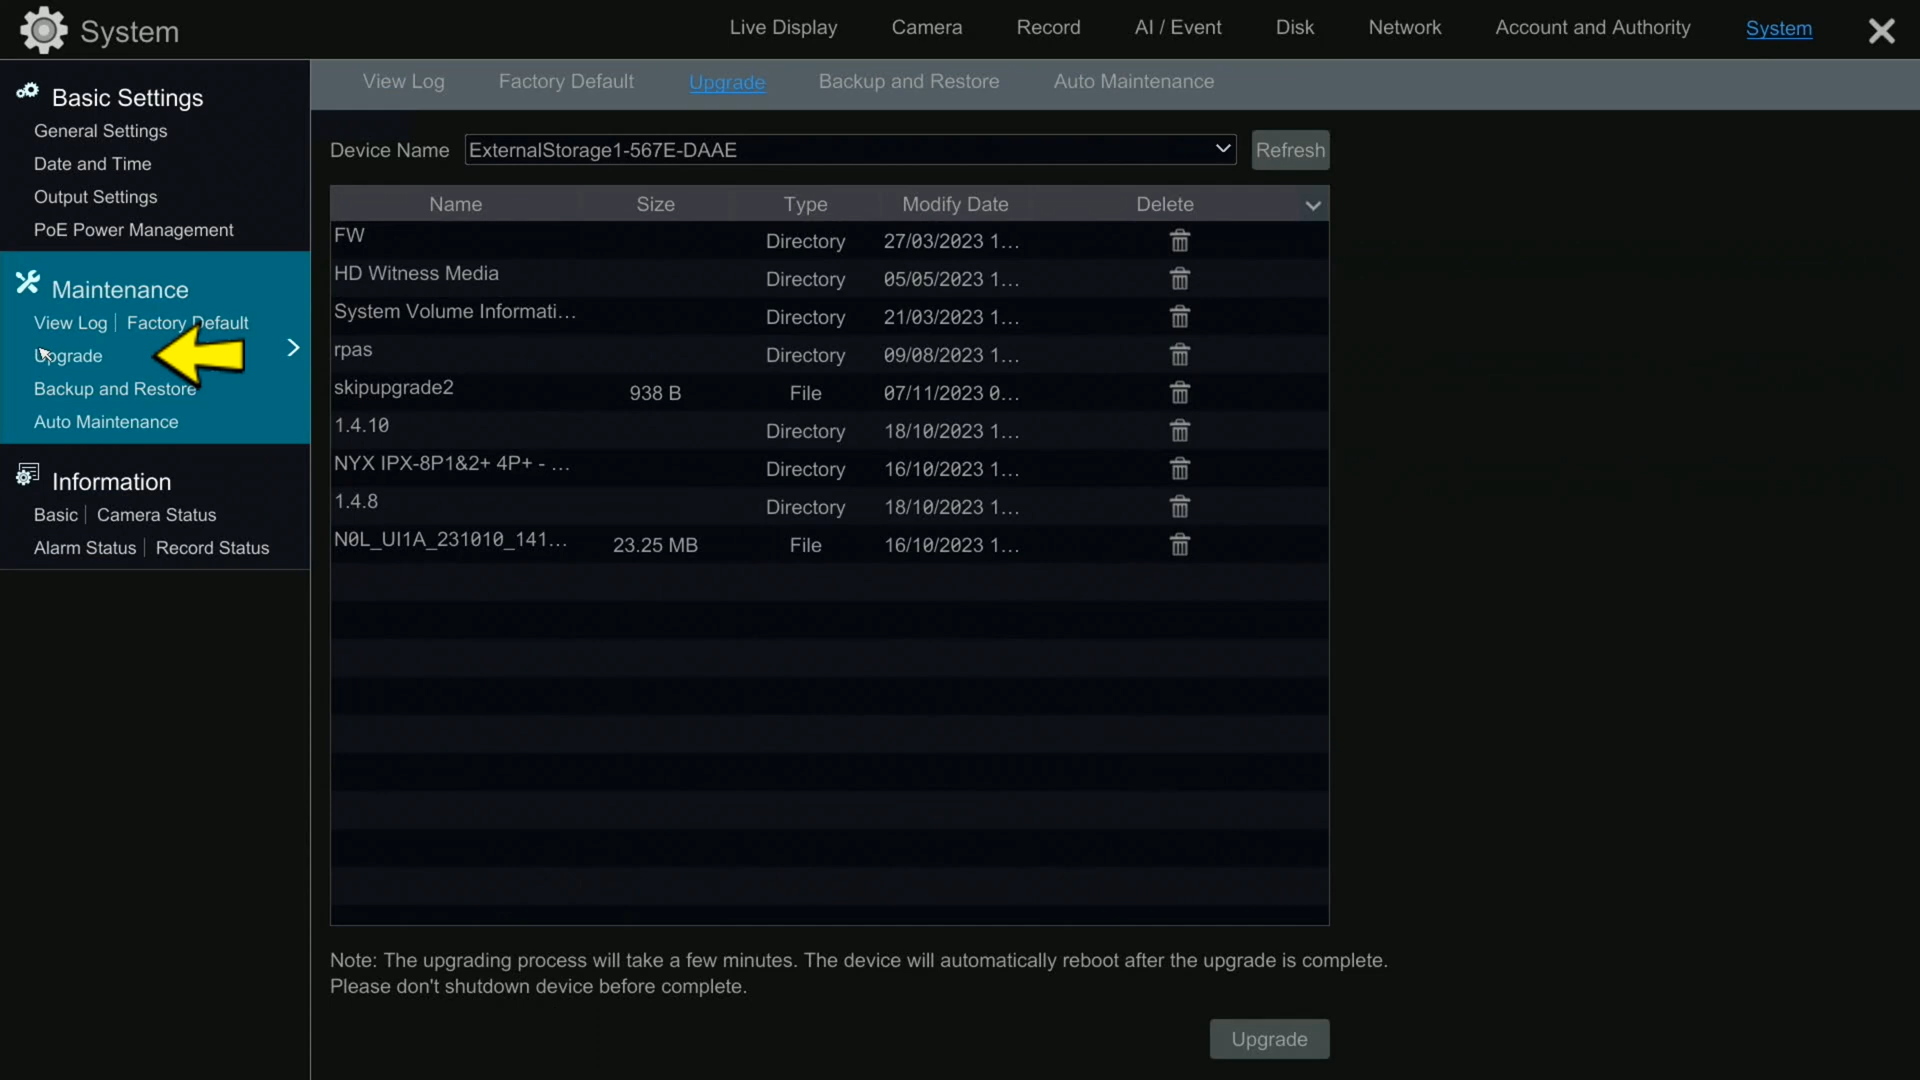 System
Live Display Camera Record AI / Event Disk Network Account and Authority System
Basic Settings
General Settings
Date and Time
Output Settings
PoE Power Management
Maintenance
View Log | Factory Default
Upgrade
Backup and Restore
Auto Maintenance
Information
Basic | Camera Status
Alarm Status | Record Status
View Log Factory Default Upgrade Backup and Restore Auto Maintenance
Device Name ExternalStorage1-567E-DAAE Refresh
Name Size Type Modify Date Delete
FW Directory 27/03/2023 1...
HD Witness Media Directory 05/05/2023 1...
System Volume Informati... Directory 21/03/2023 1...
rpas Directory 09/08/2023 1...
skipupgrade2 938 B File 07/11/2023 0...
1.4.10 Directory 18/10/2023 1...
NYX IPX-8P1&2+ 4P+ - ... Directory 16/10/2023 1...
1.4.8 Directory 18/10/2023 1...
N0L_UI1A_231010_141... 23.25 MB File 16/10/2023 1...
Note: The upgrading process will take a few minutes. The device will automatically reboot after the upgrade is complete.
Please don't shutdown device before complete.
Upgrade